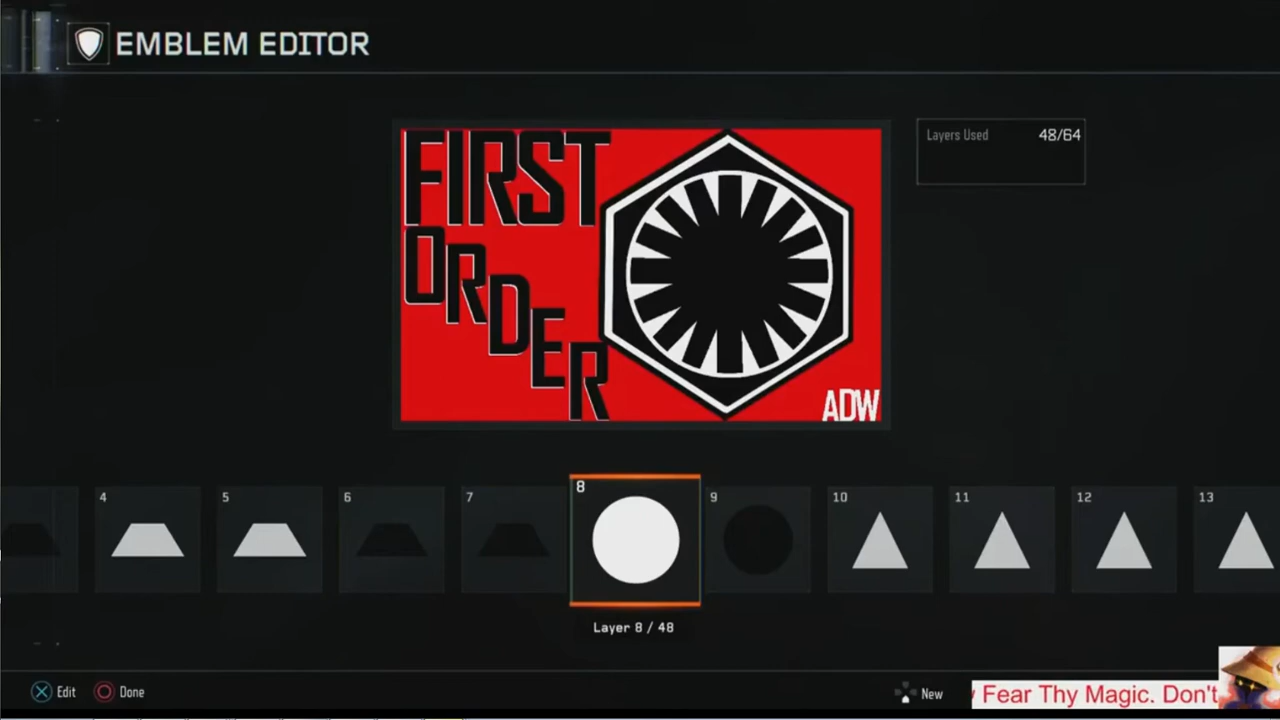 EMBLEM EDITOR
Layers Used 48/64
FIRST
ORDER
ADW
4 5 6 7 8 9 10 11 12 13
Layer 8 / 48
Edit Done New
Fear Thy Magic. Don't